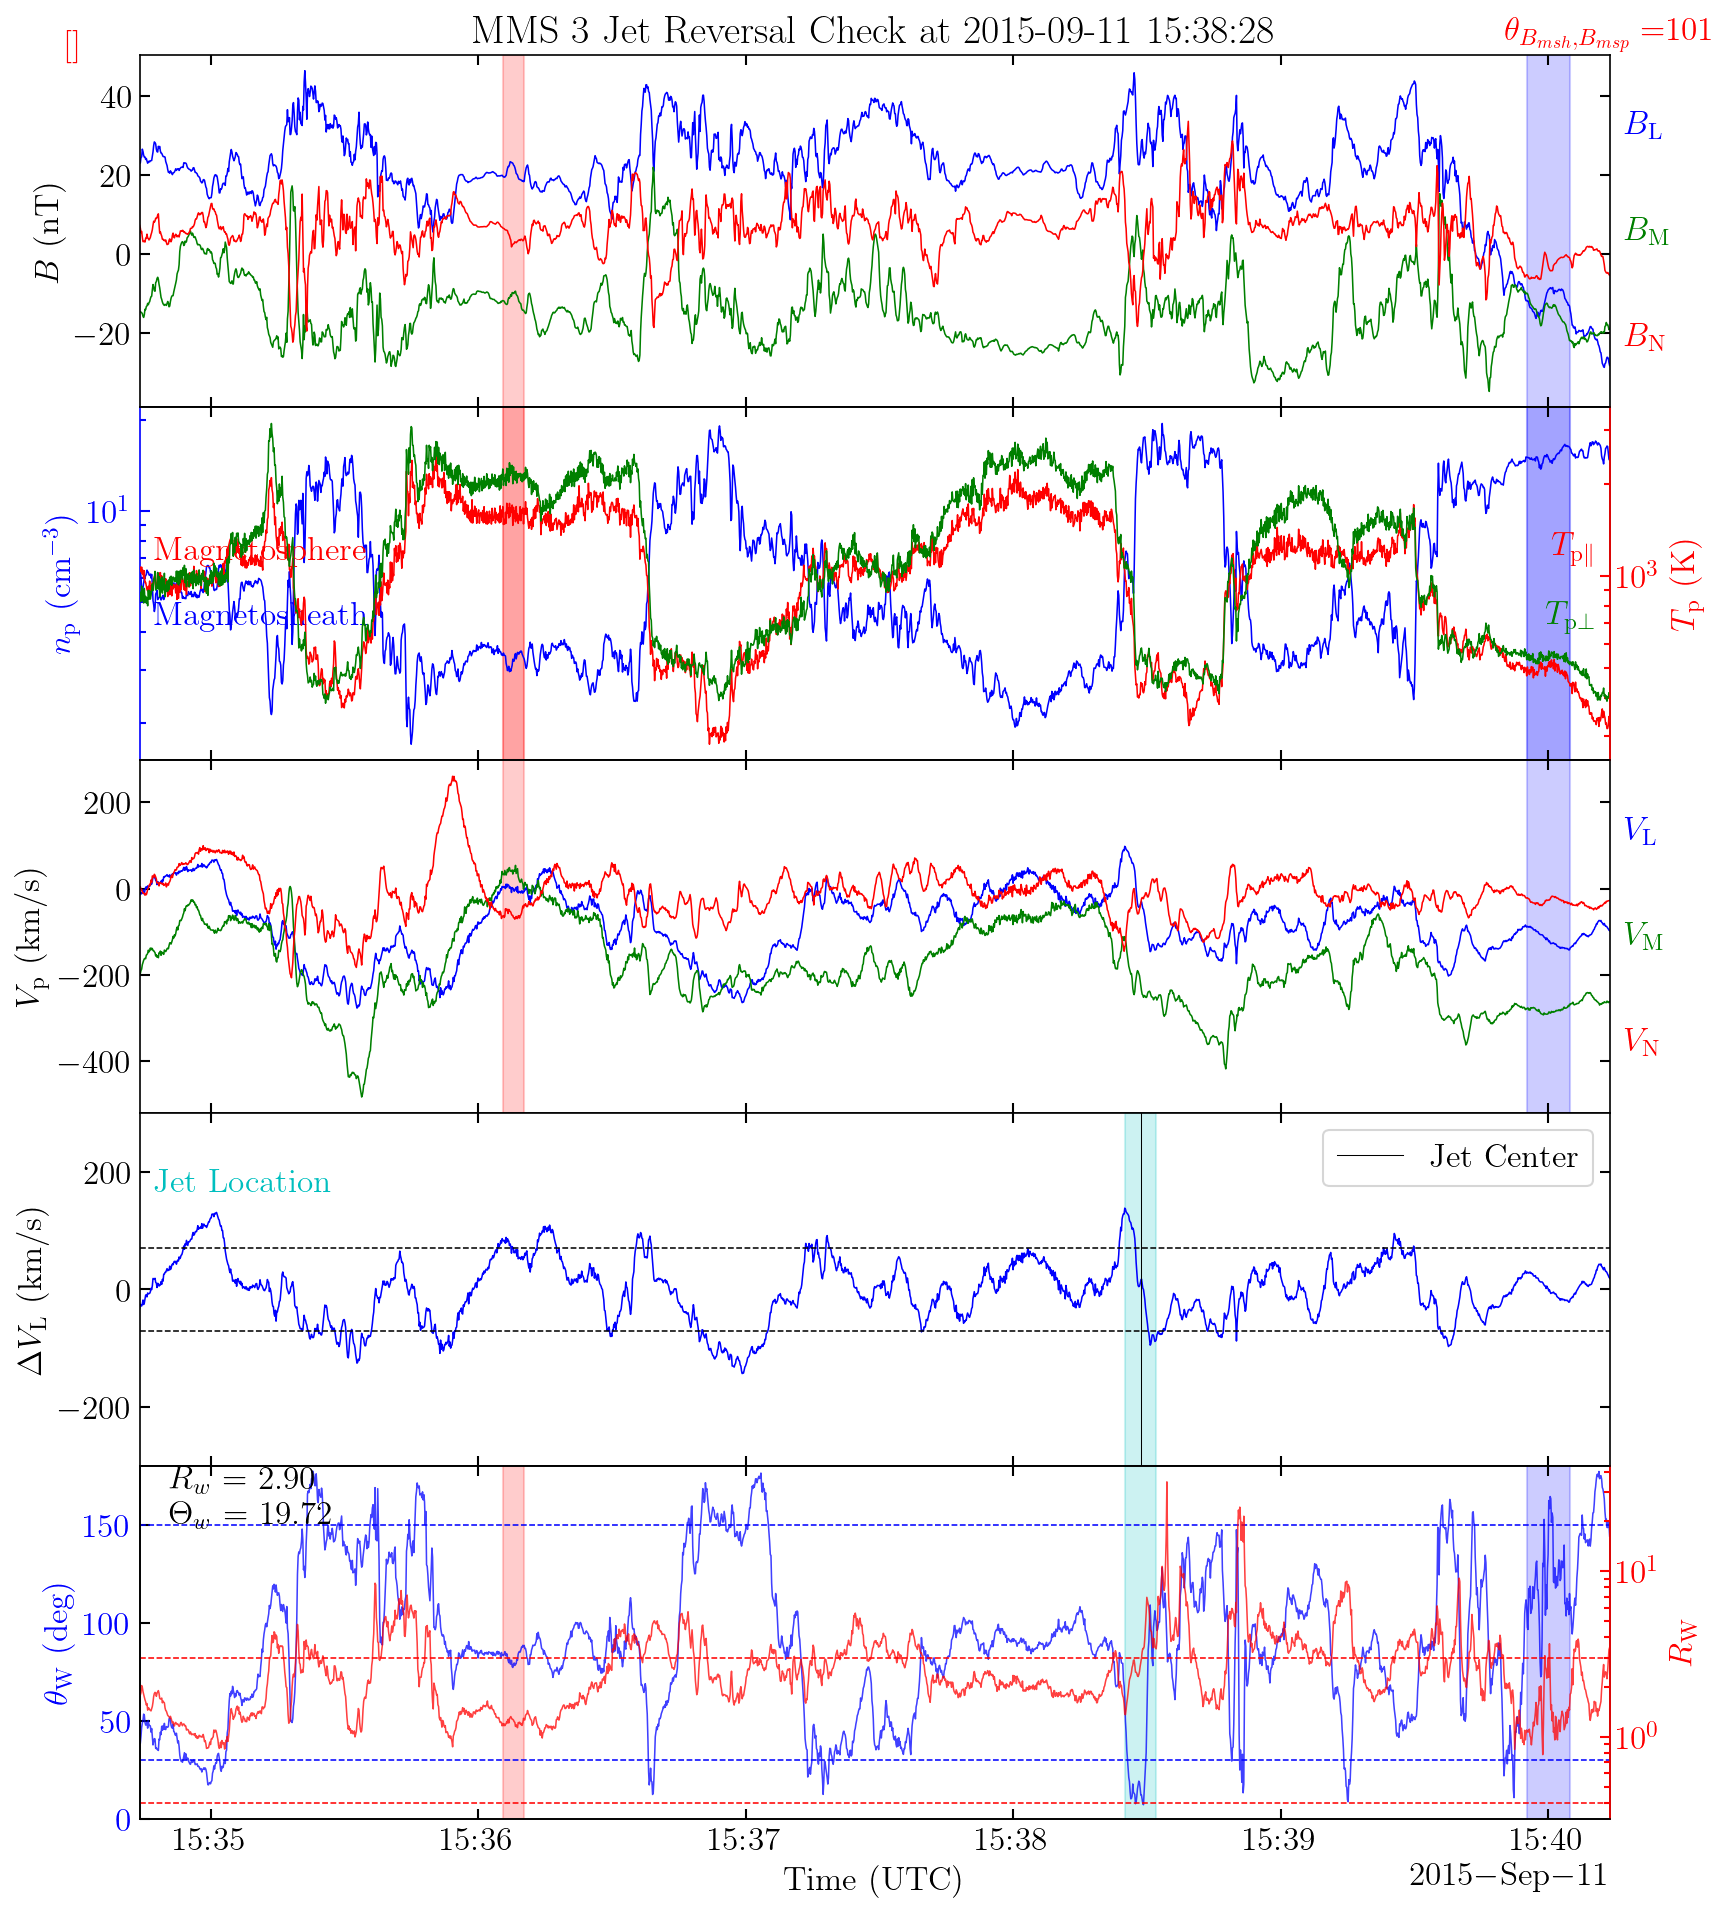 MMS 3 Jet Reversal Check at 2015-09-11 15:38:28
[]
θ_{B_{msh},B_{msp}} =101
40
20
0
−20
B (nT)
B_L
B_M
B_N
10^1
n_p (cm^{−3})
Magnetosphere
Magnetosheath
T_{p∥}
T_{p⊥}
10^3
T_p (K)
200
0
−200
−400
V_p (km/s)
V_L
V_M
V_N
Jet Location
Jet Center
200
0
−200
ΔV_L (km/s)
R_w = 2.90
Θ_w = 19.72
150
100
50
0
θ_W (deg)
10^1
10^0
R_W
15:35 15:36 15:37 15:38 15:39 15:40
Time (UTC)
2015−Sep−11